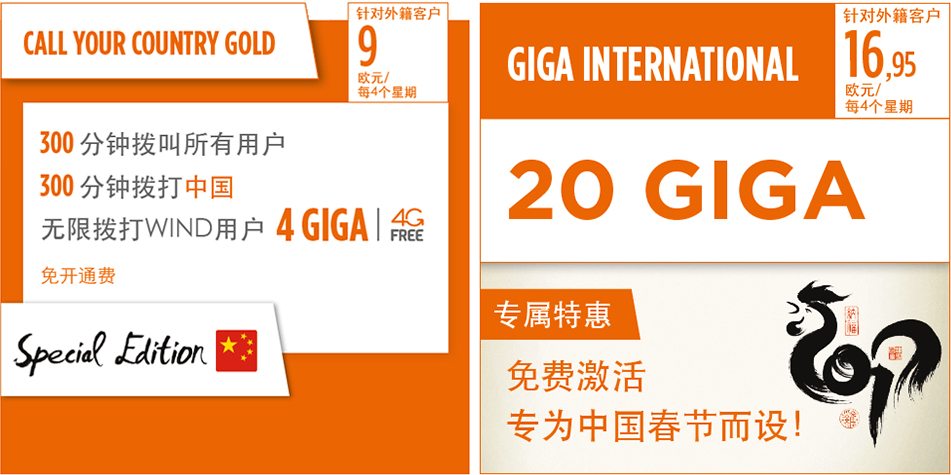 CALL YOUR COUNTRY GOLD
针对外籍客户
9
欧元/
每4个星期
300 分钟拨叫所有用户
300 分钟拨打中国
无限拨打WIND用户 4 GIGA | 4G FREE
免开通费
Special Edition
GIGA INTERNATIONAL
针对外籍客户
16,95
欧元/
每4个星期
20 GIGA
专属特惠
免费激活
专为中国春节而设!
2017